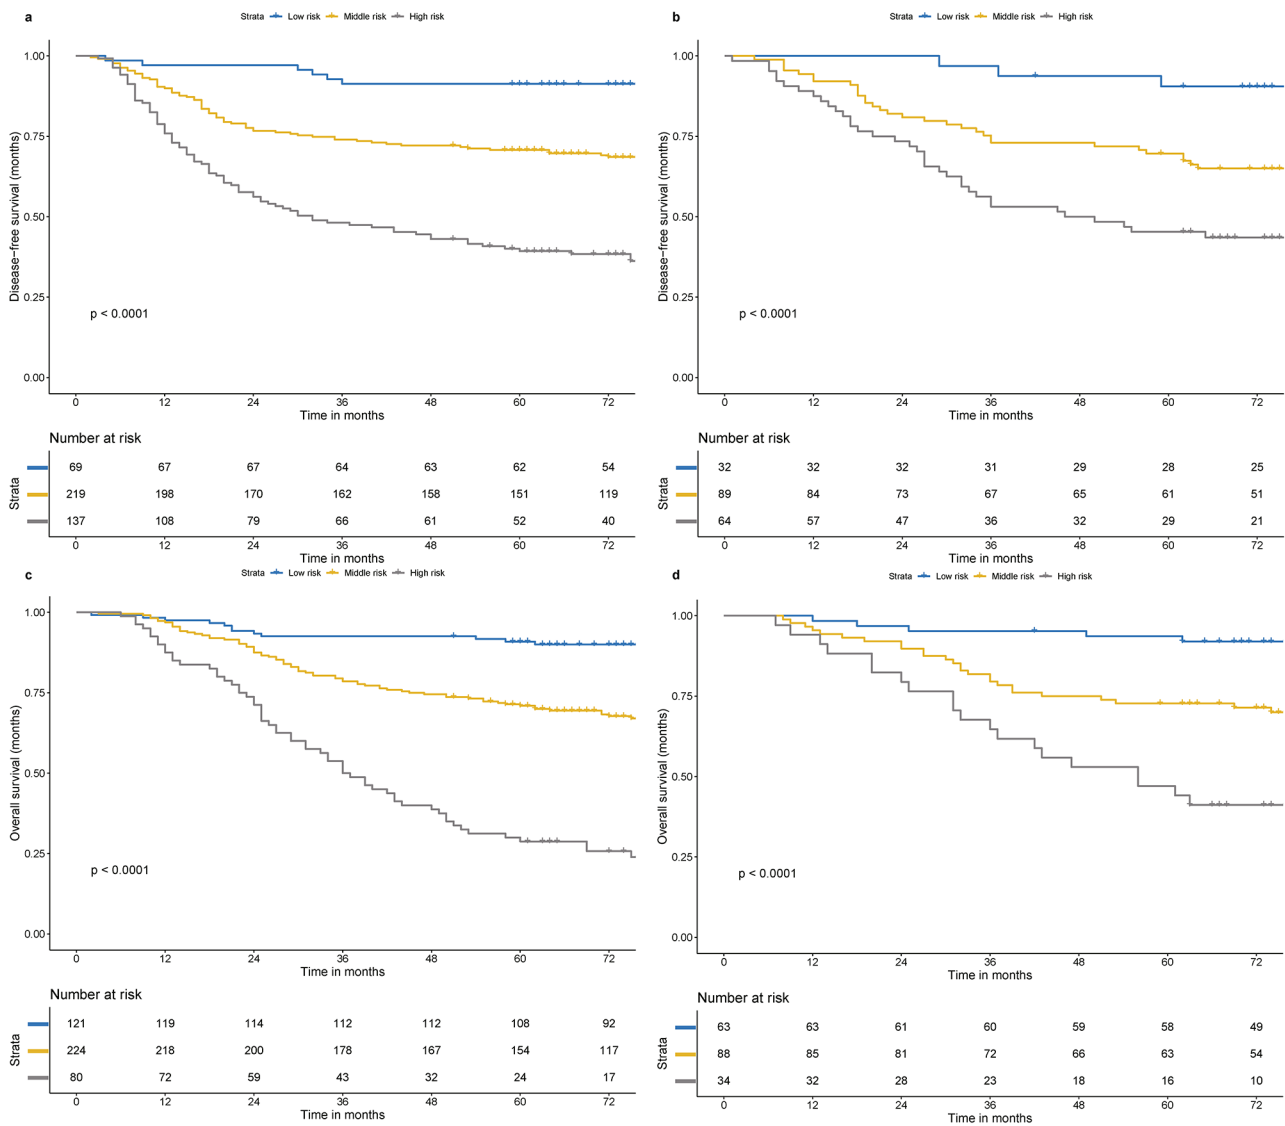 a
Strata Low risk Middle risk High risk
1.00
0.75
0.50
0.25
0.00
Disease−free survival (months)
p < 0.0001
0 12 24 36 48 60 72
Time in months
Number at risk
Strata
69 67 67 64 63 62 54
219 198 170 162 158 151 119
137 108 79 66 61 52 40
0 12 24 36 48 60 72
Time in months
b
Strata Low risk Middle risk High risk
1.00
0.75
0.50
0.25
0.00
Disease−free survival (months)
p < 0.0001
0 12 24 36 48 60 72
Time in months
Number at risk
Strata
32 32 32 31 29 28 25
89 84 73 67 65 61 51
64 57 47 36 32 29 21
0 12 24 36 48 60 72
Time in months
c
Strata Low risk Middle risk High risk
1.00
0.75
0.50
0.25
0.00
Overall survival (months)
p < 0.0001
0 12 24 36 48 60 72
Time in months
Number at risk
Strata
121 119 114 112 112 108 92
224 218 200 178 167 154 117
80 72 59 43 32 24 17
0 12 24 36 48 60 72
Time in months
d
Strata Low risk Middle risk High risk
1.00
0.75
0.50
0.25
0.00
Overall survival (months)
p < 0.0001
0 12 24 36 48 60 72
Time in months
Number at risk
Strata
63 63 61 60 59 58 49
88 85 81 72 66 63 54
34 32 28 23 18 16 10
0 12 24 36 48 60 72
Time in months